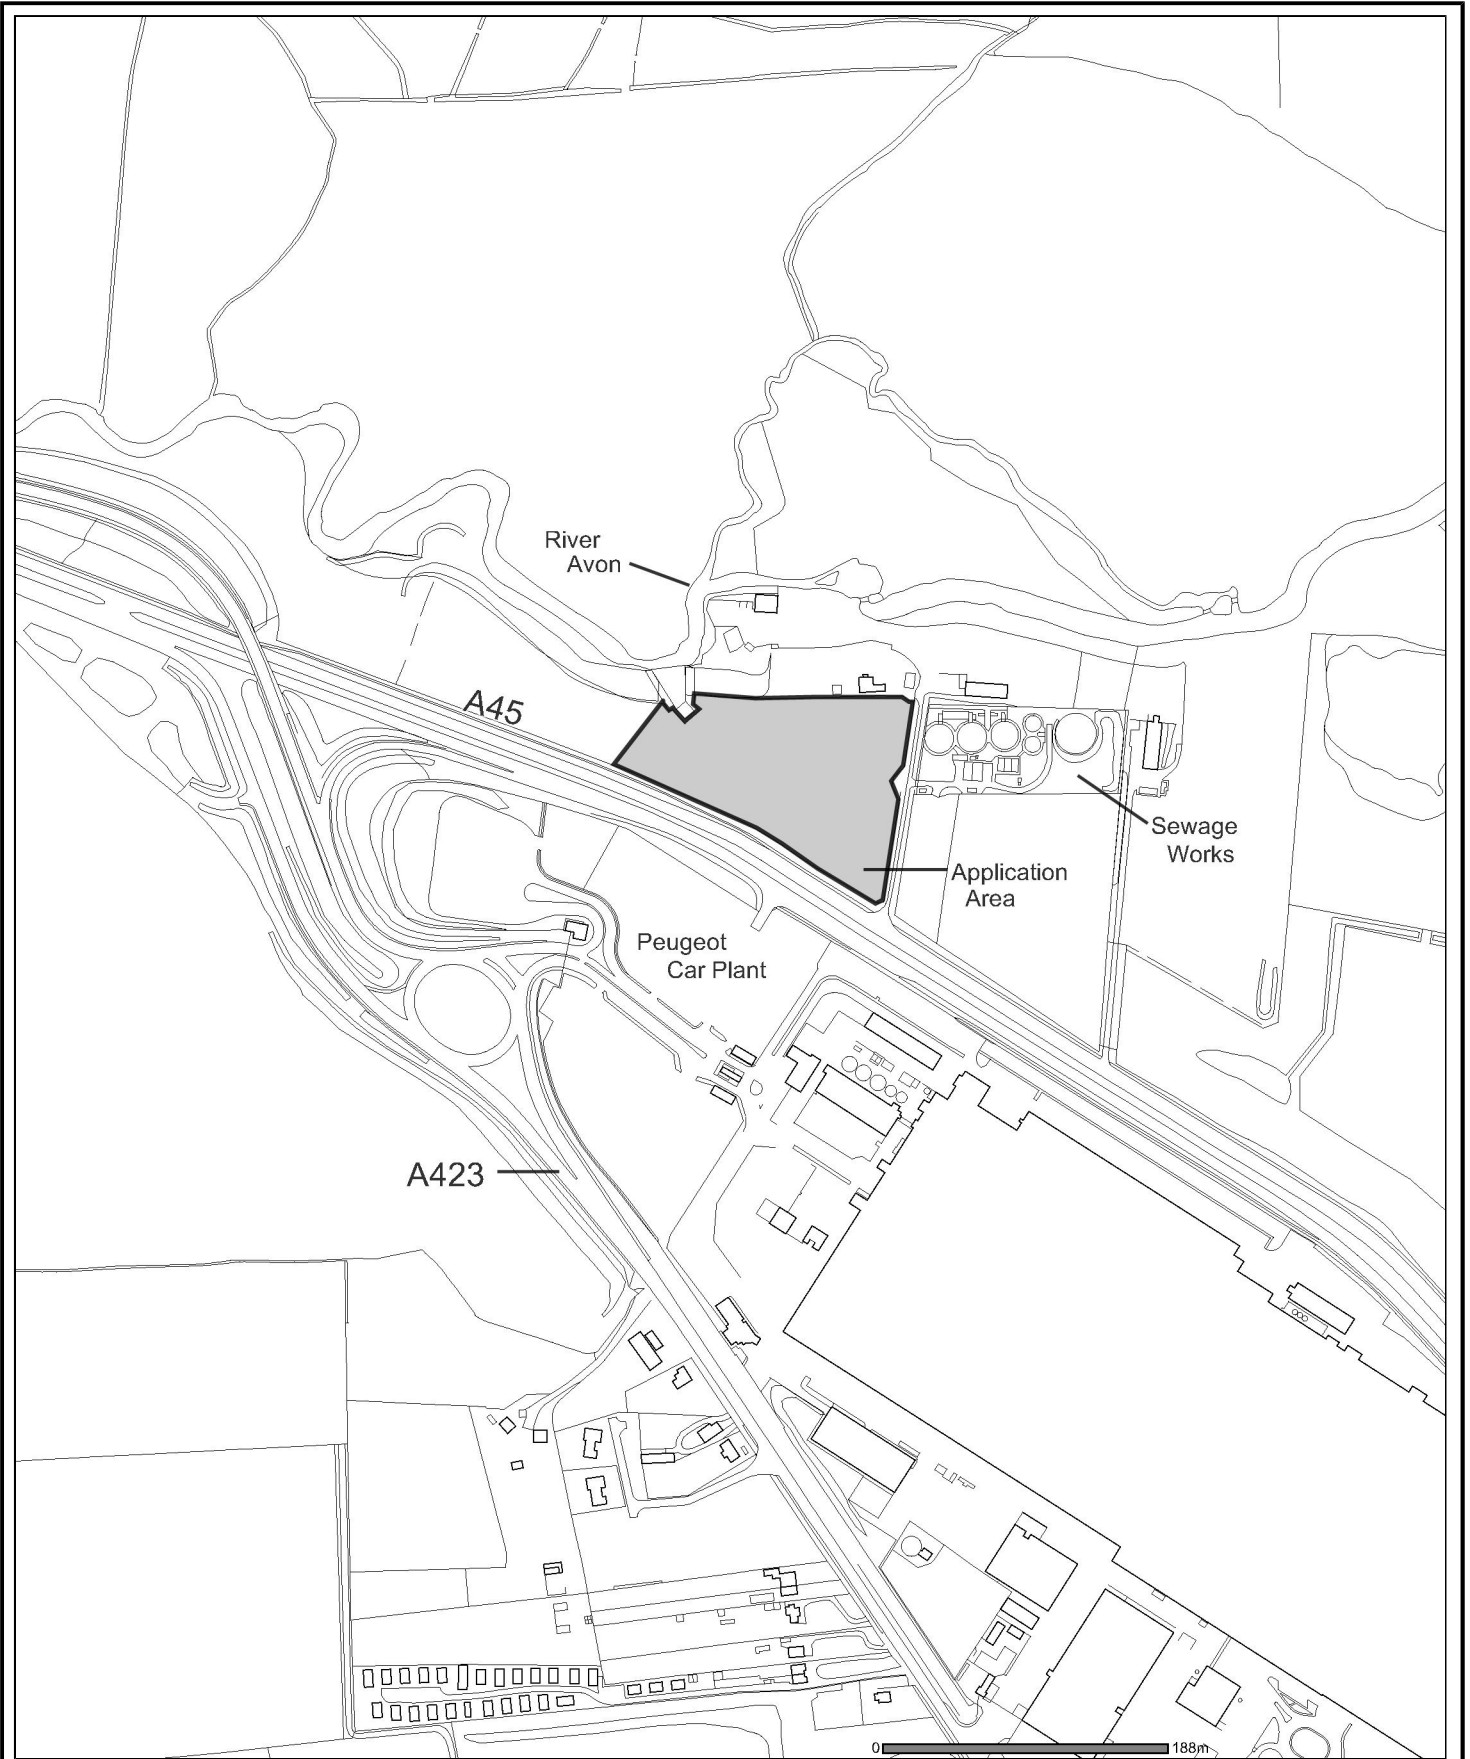 River
Avon
A45
Sewage
Works
Application
Area
Peugeot
Car Plant
A423
0
188m